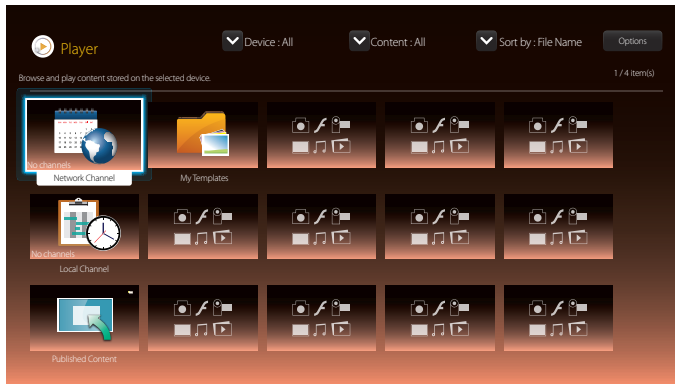 Player
Device : All
Content : All
Sort by : File Name
Options
Browse and play content stored on the selected device.
1 / 4 item(s)
No channels
Network Channel
My Templates
No channels
Local Channel
Published Content